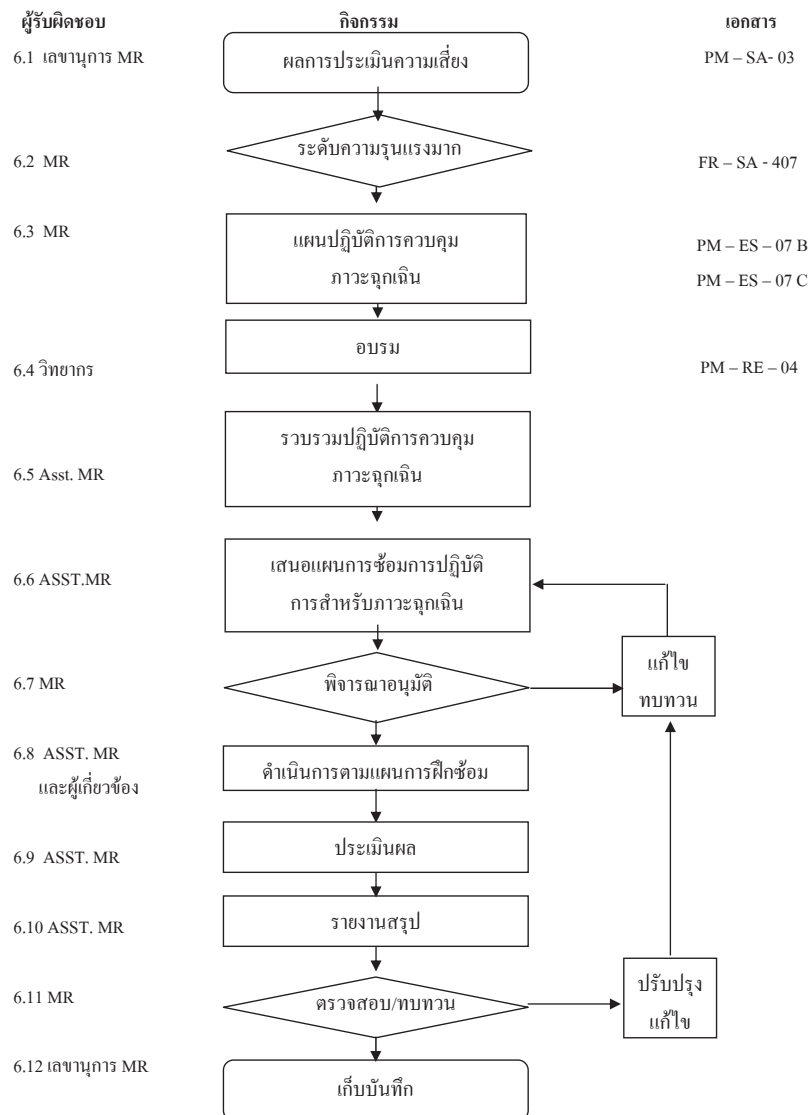 ผู้รับผิดชอบ กิจกรรม เอกสาร
6.1 เลขานุการ MR ผลการประเมินความเสี่ยง PM – SA- 03
ระดับความรุนแรงมาก
6.2 MR FR – SA - 407
6.3 MR
แผนปฏิบัติการควบคุม PM – ES – 07 B
ภาวะฉุกเฉิน PM – ES – 07 C
อบรม
6.4 วิทยากร PM – RE – 04
รวบรวมปฏิบัติการควบคุม
ภาวะฉุกเฉิน
6.5 Asst. MR
เสนอแผนการซ้อมการปฏิบัติ
6.6 ASST.MR
การสำหรับภาวะฉุกเฉิน
แก้ไข
ทบทวน
6.7 MR พิจารณาอนุมัติ
6.8 ASST. MR
และผู้เกี่ยวข้อง
ดำเนินการตามแผนการฝึกซ้อม
ประเมินผล
6.9 ASST. MR
รายงานสรุป
6.10 ASST. MR
ปรับปรุง
แก้ไข
6.11 MR ตรวจสอบ/ทบทวน
6.12 เลขานุการ MR
เก็บบันทึก